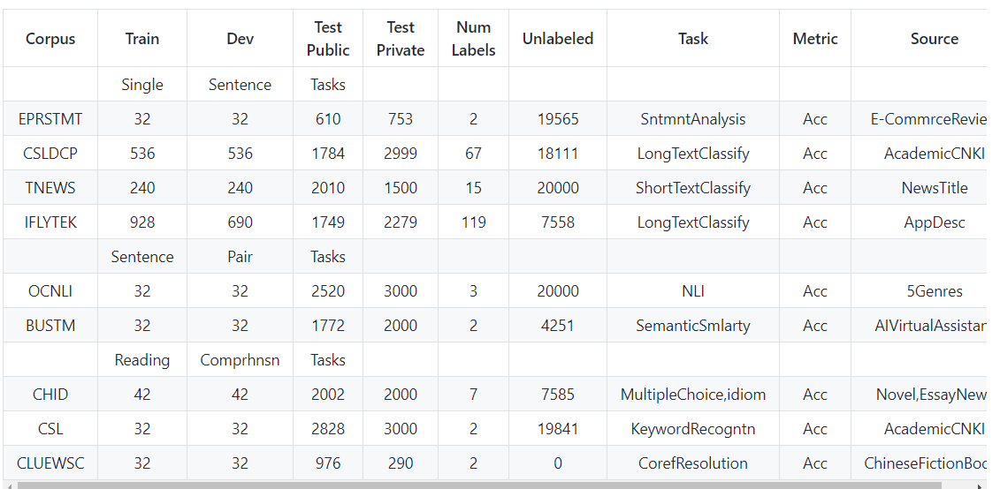 Corpus Train Dev Test Public Test Private Num Labels Unlabeled Task Metric Source
Single Sentence Tasks
EPRSTMT 32 32 610 753 2 19565 SntmntAnalysis Acc E-CommrceRevie
CSLDCP 536 536 1784 2999 67 18111 LongTextClassify Acc AcademicCNKI
TNEWS 240 240 2010 1500 15 20000 ShortTextClassify Acc NewsTitle
IFLYTEK 928 690 1749 2279 119 7558 LongTextClassify Acc AppDesc
Sentence Pair Tasks
OCNLI 32 32 2520 3000 3 20000 NLI Acc 5Genres
BUSTM 32 32 1772 2000 2 4251 SemanticSmlarty Acc AIVirtualAssistan
Reading Comprhnsn Tasks
CHID 42 42 2002 2000 7 7585 MultipleChoice,idiom Acc Novel,EssayNew
CSL 32 32 2828 3000 2 19841 KeywordRecogntn Acc AcademicCNKI
CLUEWSC 32 32 976 290 2 0 CorefResolution Acc ChineseFictionBoo